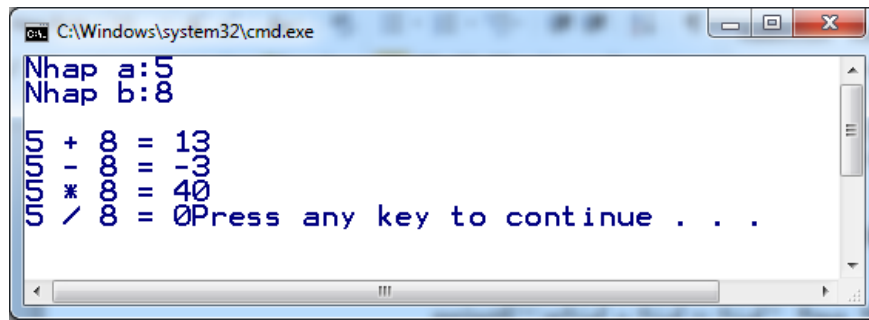 C:\Windows\system32\cmd.exe
Nhap a:5
Nhap b:8
5 + 8 = 13
5 - 8 = -3
5 * 8 = 40
5 / 8 = 0Press any key to continue . . .